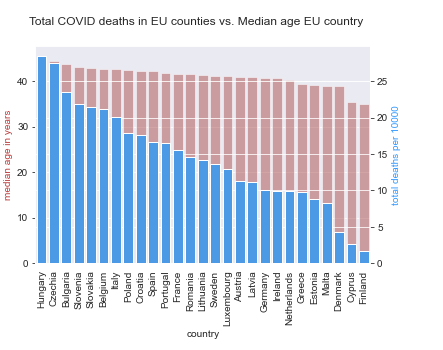 Total COVID deaths in EU counties vs. Median age EU country
median age in years
40
30
20
10
0
total deaths per 10000
25
20
15
10
5
0
Hungary
Czechia
Bulgaria
Slovenia
Slovakia
Belgium
Italy
Poland
Croatia
Spain
Portugal
France
Romania
Lithuania
Sweden
Luxembourg
Austria
Latvia
Germany
Ireland
Netherlands
Greece
Estonia
Malta
Denmark
Cyprus
Finland
country